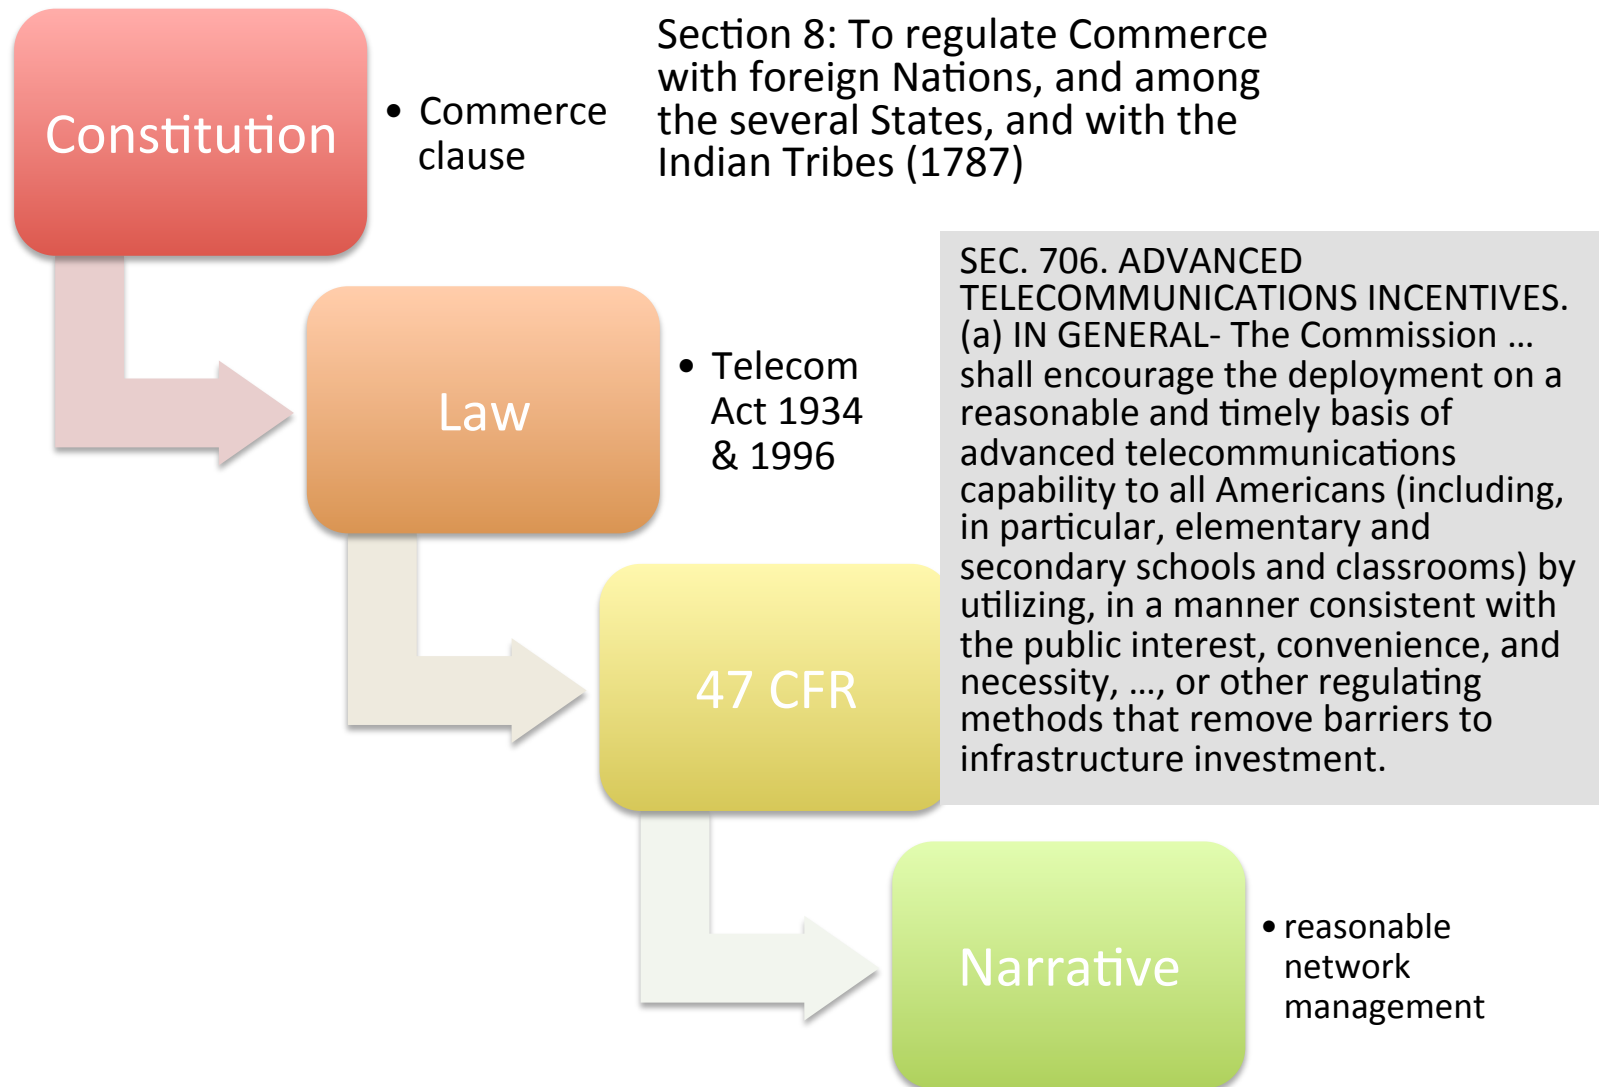 Constitution
• Commerce
clause
Section 8: To regulate Commerce
with foreign Nations, and among
the several States, and with the
Indian Tribes (1787)
Law
• Telecom
Act 1934
& 1996
SEC. 706. ADVANCED
TELECOMMUNICATIONS INCENTIVES.
(a) IN GENERAL- The Commission …
shall encourage the deployment on a
reasonable and timely basis of
advanced telecommunications
capability to all Americans (including,
in particular, elementary and
secondary schools and classrooms) by
utilizing, in a manner consistent with
the public interest, convenience, and
necessity, …, or other regulating
methods that remove barriers to
infrastructure investment.
47 CFR
Narrative
• reasonable
network
management